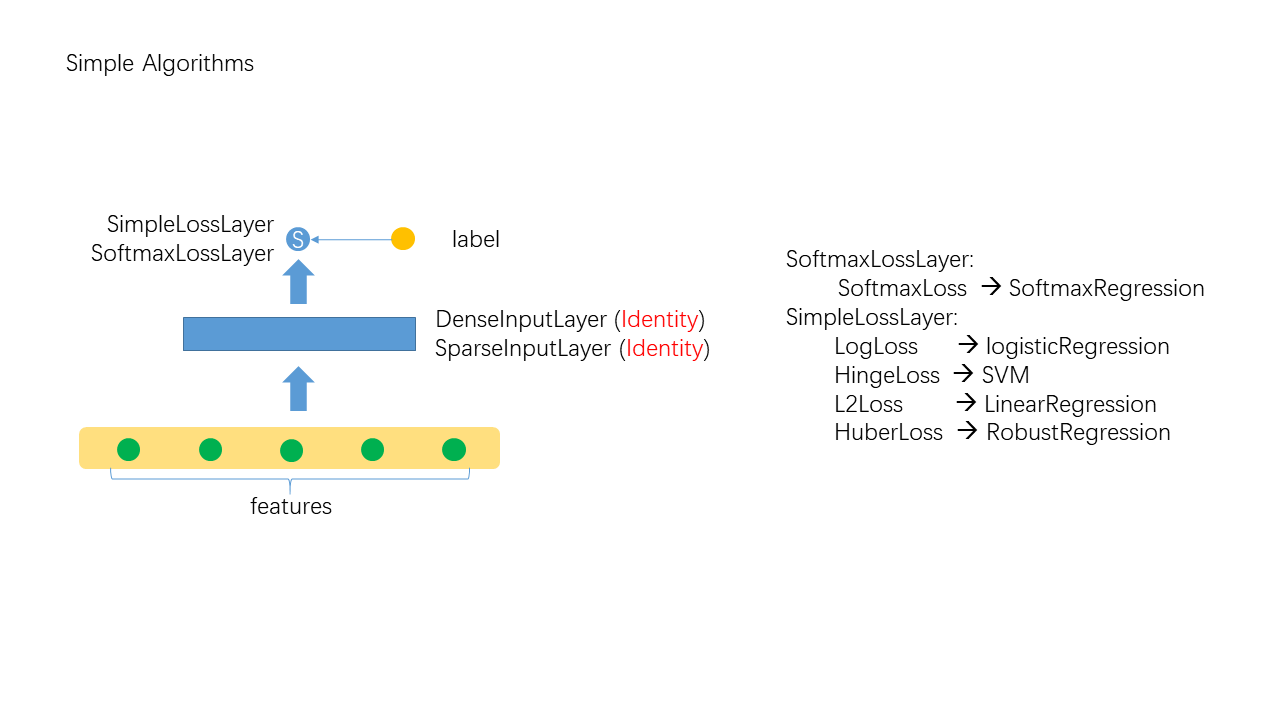 Simple Algorithms
SimpleLossLayer
SoftmaxLossLayer
S
label
DenseInputLayer (Identity)
SparseInputLayer (Identity)
features
SoftmaxLossLayer:
SoftmaxLoss → SoftmaxRegression
SimpleLossLayer:
LogLoss → logisticRegression
HingeLoss → SVM
L2Loss → LinearRegression
HuberLoss → RobustRegression